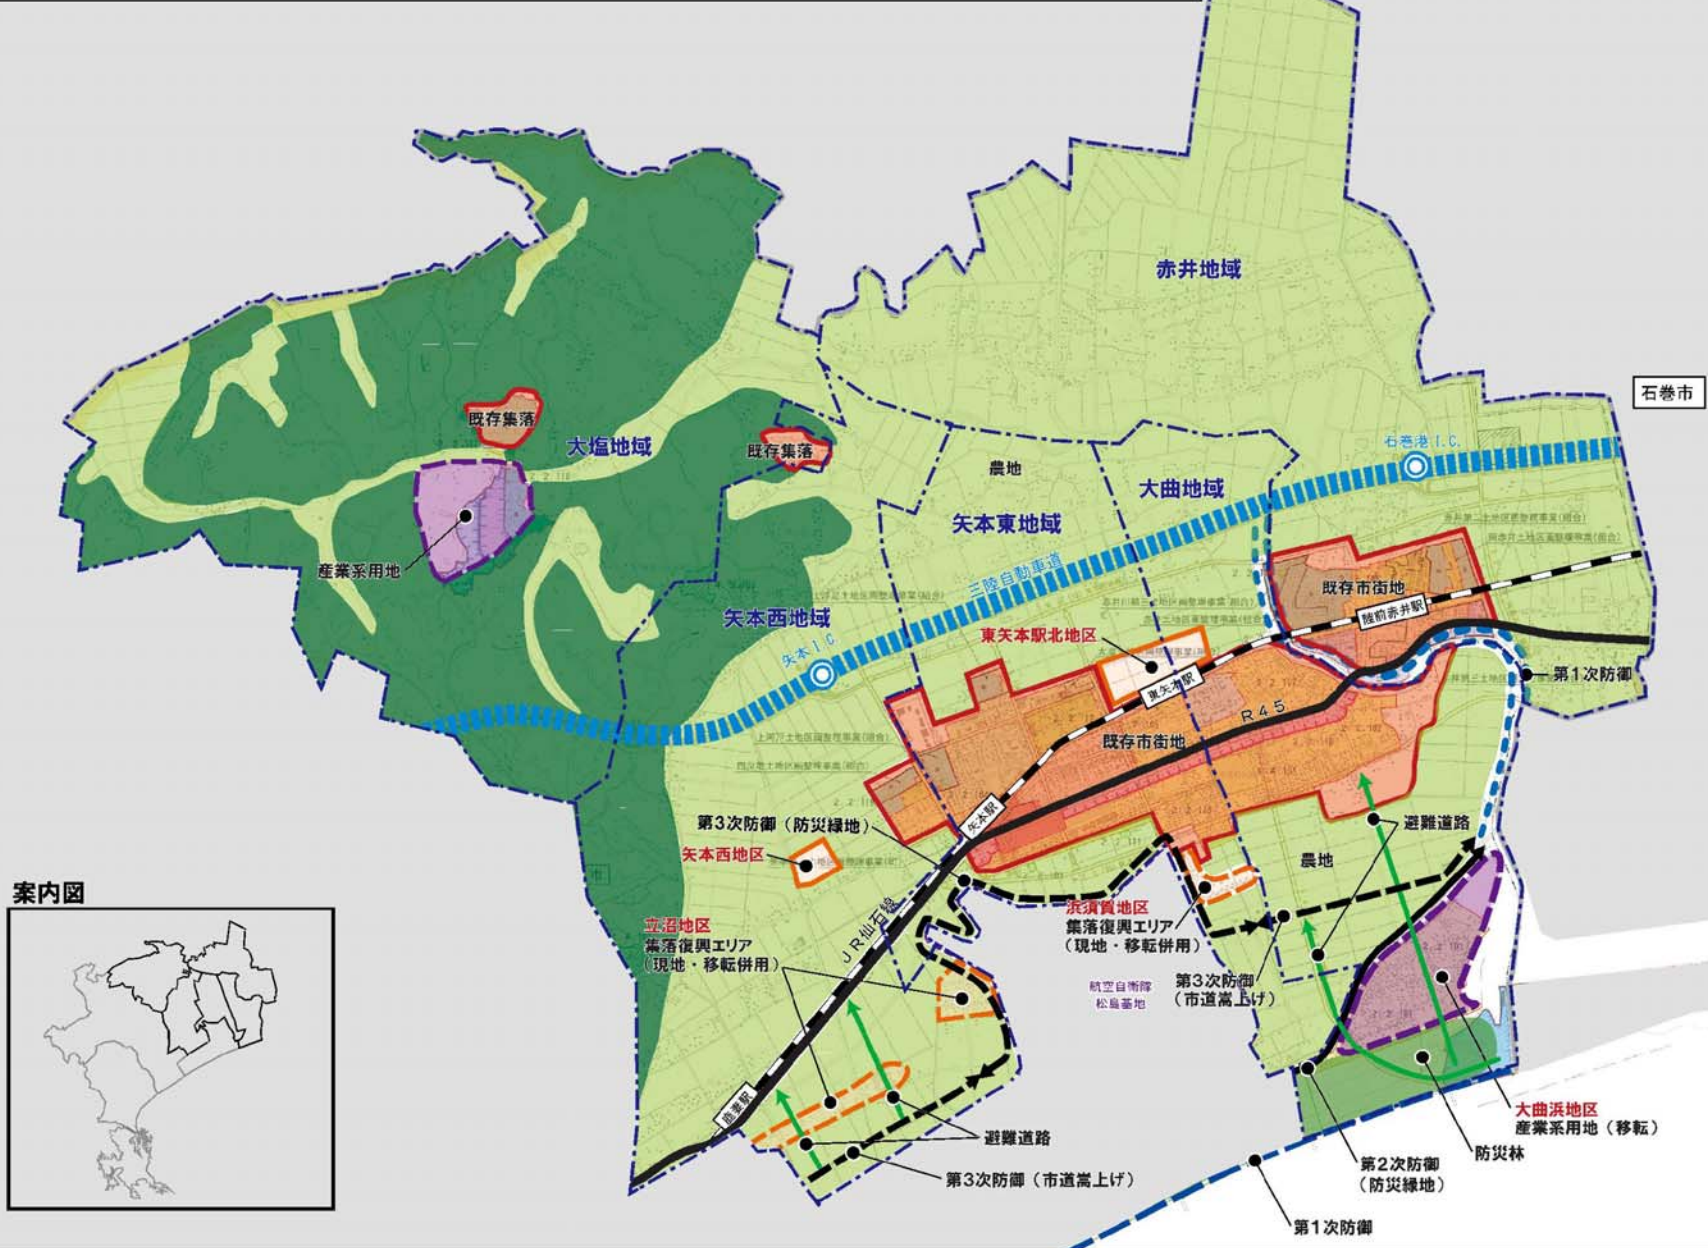 赤井地域
石巻市
既存集落
大塩地域
既存集落
石巻港I.C.
農地
大曲地域
矢本東地域
産業系用地
三陸自動車道
既存市街地
陸前赤井駅
矢本西地域
矢本I.C.
東矢本駅北地区
東矢本駅
第1次防御
R45
既存市街地
矢本駅
第3次防御(防災緑地)
避難道路
矢本西地区
農地
案内図
立沼地区
集落復興エリア
(現地・移転併用)
JR仙石線
浜須賀地区
集落復興エリア
(現地・移転併用)
航空自衛隊
松島基地
第3次防御
(市道嵩上げ)
鹿妻駅
避難道路
第3次防御(市道嵩上げ)
大曲浜地区
産業系用地(移転)
防災林
第2次防御
(防災緑地)
第1次防御